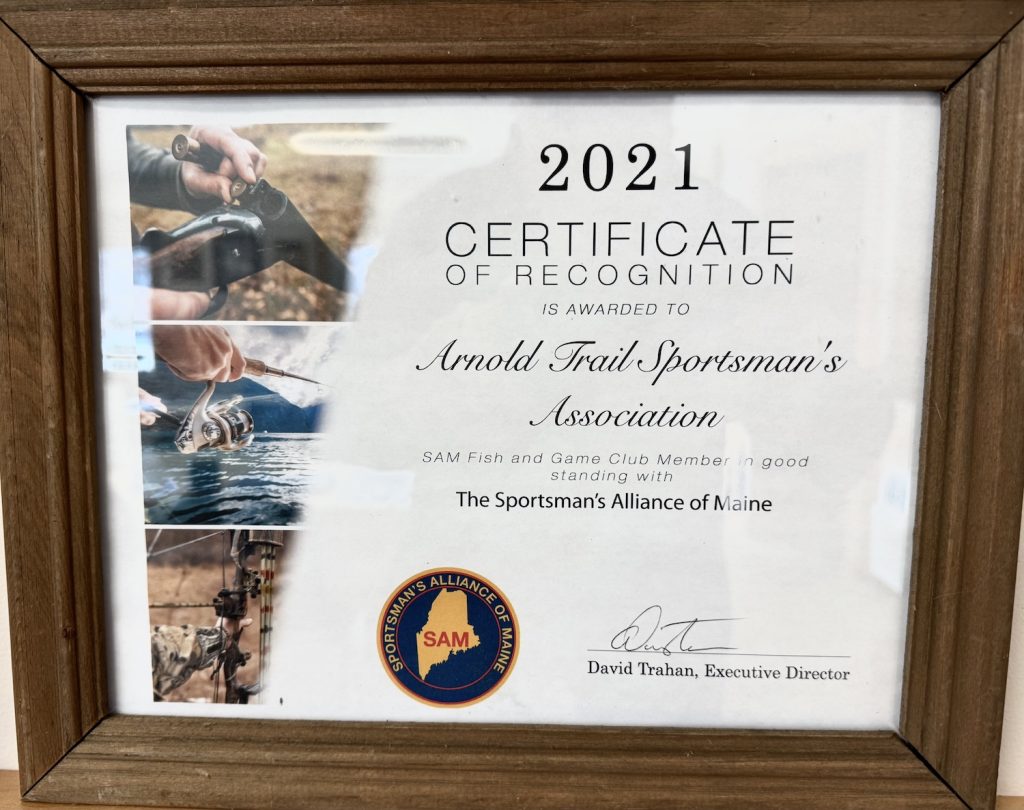 2021
CERTIFICATE
OF RECOGNITION
IS AWARDED TO
Arnold Trail Sportsman's
Association
SAM Fish and Game Club Member in good
standing with
The Sportsman's Alliance of Maine
SPORTSMAN'S ALLIANCE OF MAINE
SAM
David Trahan, Executive Director